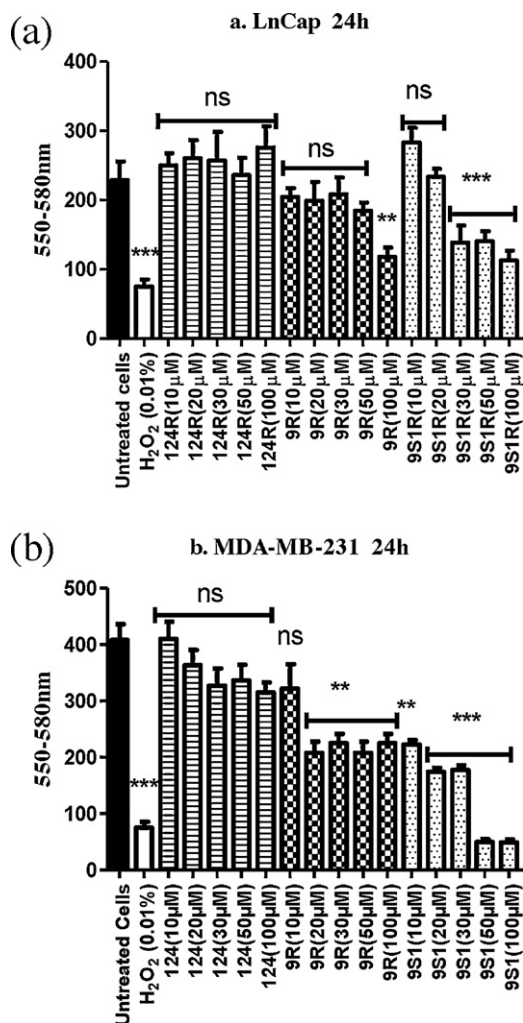 (a)
a. LnCap 24h
550-580nm
400
300
200
100
0
***
ns
ns
**
ns
***
Untreated cells
H₂O₂ (0.01%)
124R(10μM)
124R(20μM)
124R(30μM)
124R(50μM)
124R(100μM)
9R(10μM)
9R(20μM)
9R(30μM)
9R(50μM)
9R(100μM)
9S1R(10μM)
9S1R(20μM)
9S1R(30μM)
9S1R(50μM)
9S1R(100μM)
(b)
b. MDA-MB-231 24h
550-580nm
500
400
300
200
100
0
***
ns
ns
**
**
***
Untreated Cells
H₂O₂ (0.01%)
124(10μM)
124(20μM)
124(30μM)
124(50μM)
124(100μM)
9R(10μM)
9R(20μM)
9R(30μM)
9R(50μM)
9R(100μM)
9S1(10μM)
9S1(20μM)
9S1(30μM)
9S1(50μM)
9S1(100μM)